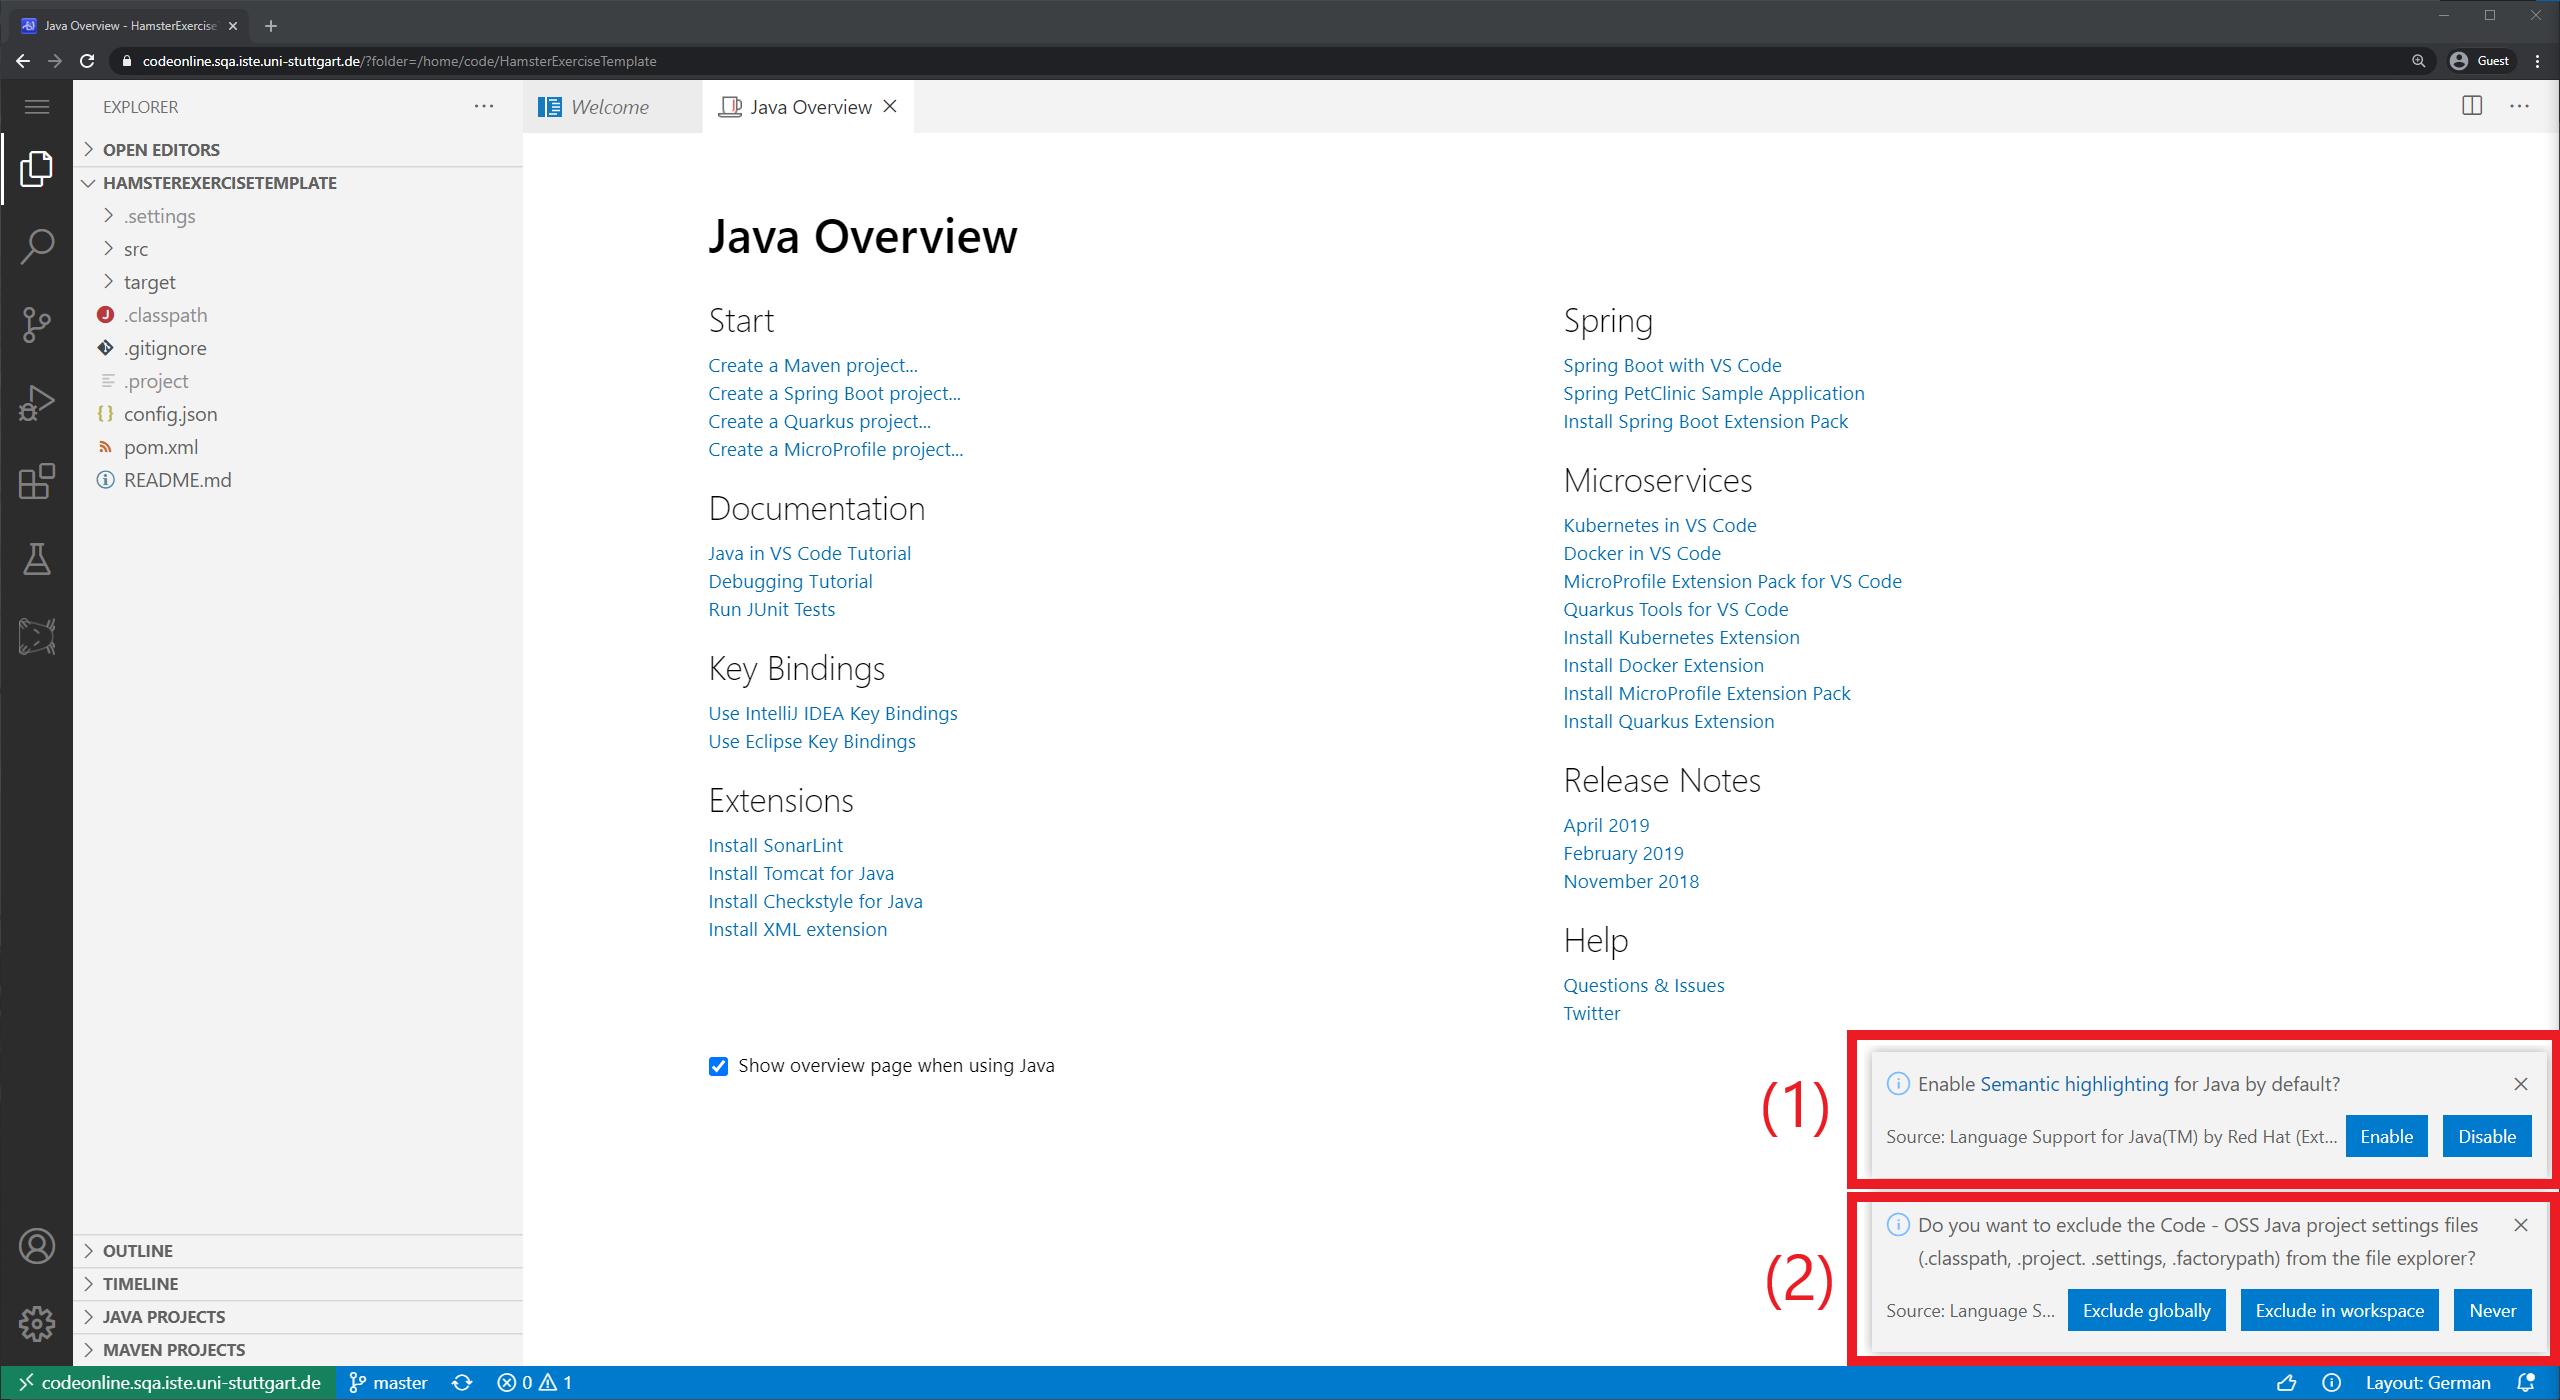 Java Overview - HamsterExercise
codeonline.sqa.iste.uni-stuttgart.de/?folder=/home/code/HamsterExerciseTemplate
Guest
EXPLORER
OPEN EDITORS
HAMSTEREXERCISETEMPLATE
.settings
src
target
.classpath
.gitignore
.project
config.json
pom.xml
README.md
OUTLINE
TIMELINE
JAVA PROJECTS
MAVEN PROJECTS
Welcome
Java Overview
Java Overview
Start
Create a Maven project...
Create a Spring Boot project...
Create a Quarkus project...
Create a MicroProfile project...
Documentation
Java in VS Code Tutorial
Debugging Tutorial
Run JUnit Tests
Key Bindings
Use IntelliJ IDEA Key Bindings
Use Eclipse Key Bindings
Extensions
Install SonarLint
Install Tomcat for Java
Install Checkstyle for Java
Install XML extension
Show overview page when using Java
Spring
Spring Boot with VS Code
Spring PetClinic Sample Application
Install Spring Boot Extension Pack
Microservices
Kubernetes in VS Code
Docker in VS Code
MicroProfile Extension Pack for VS Code
Quarkus Tools for VS Code
Install Kubernetes Extension
Install Docker Extension
Install MicroProfile Extension Pack
Install Quarkus Extension
Release Notes
April 2019
February 2019
November 2018
Help
Questions & Issues
Twitter
(1)
Enable Semantic highlighting for Java by default?
Source: Language Support for Java(TM) by Red Hat (Ext... Enable Disable
(2)
Do you want to exclude the Code - OSS Java project settings files
(.classpath, .project. .settings, .factorypath) from the file explorer?
Source: Language S... Exclude globally Exclude in workspace Never
codeonline.sqa.iste.uni-stuttgart.de master 0 1 Layout: German